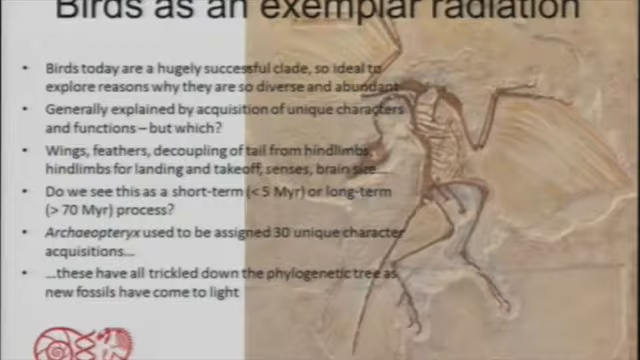 Birds as an exemplar radiation
• Birds today are a hugely successful clade, so ideal to
explore reasons why they are so diverse and abundant
• Generally explained by acquisition of unique characters
and functions – but which?
• Wings, feathers, decoupling of tail from hindlimbs,
hindlimbs for landing and takeoff, senses, brain size....
• Do we see this as a short-term (< 5 Myr) or long-term
(> 70 Myr) process?
• Archaeopteryx used to be assigned 30 unique character
acquisitions...
• ...these have all trickled down the phylogenetic tree as
new fossils have come to light